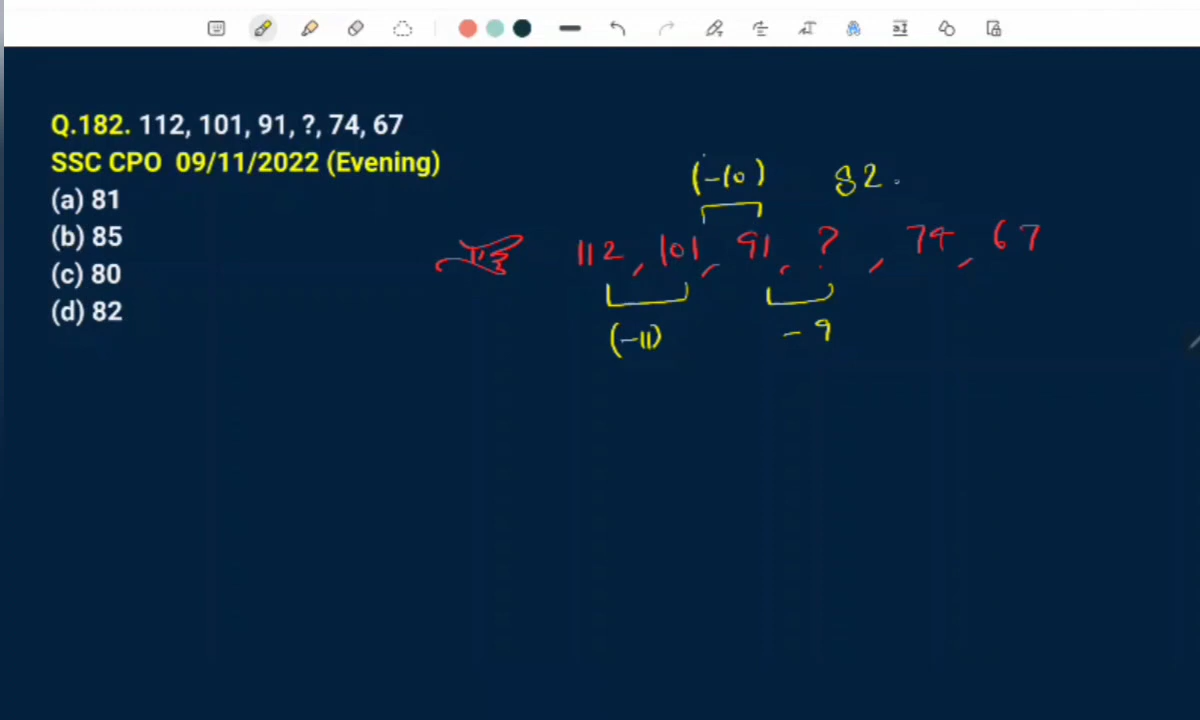 Q.182. 112, 101, 91, ?, 74, 67
SSC CPO 09/11/2022 (Evening)
(a) 81
(b) 85
(c) 80
(d) 82
(-10) 82.
112, 101, 91, ?, 74, 67
(-11) - 9